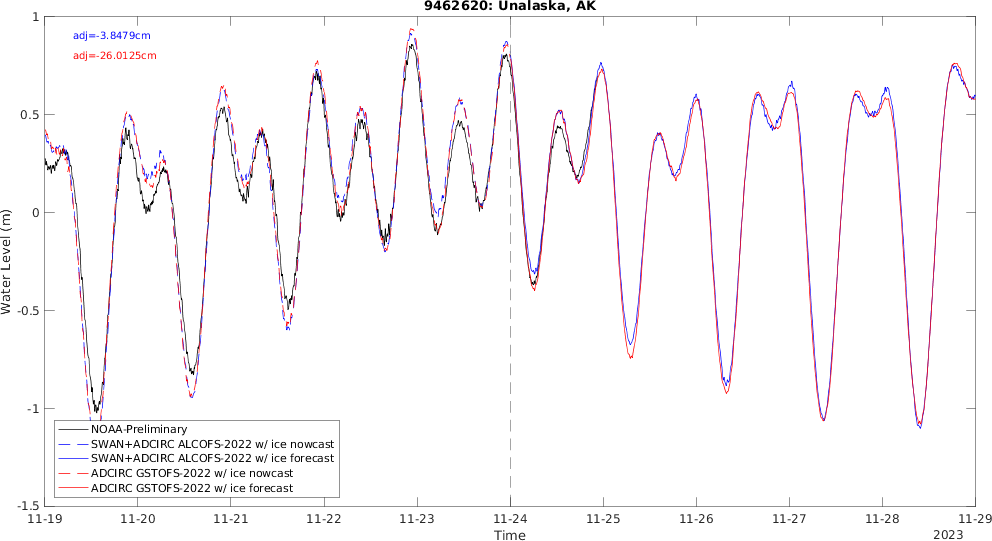 9462620: Unalaska, AK
adj=-3.8479cm
adj=-26.0125cm
1
0.5
0
-0.5
-1
-1.5
Water Level (m)
NOAA-Preliminary
SWAN+ADCIRC ALCOFS-2022 w/ ice nowcast
SWAN+ADCIRC ALCOFS-2022 w/ ice forecast
ADCIRC GSTOFS-2022 w/ ice nowcast
ADCIRC GSTOFS-2022 w/ ice forecast
11-19 11-20 11-21 11-22 11-23 11-24 11-25 11-26 11-27 11-28 11-29
Time
2023